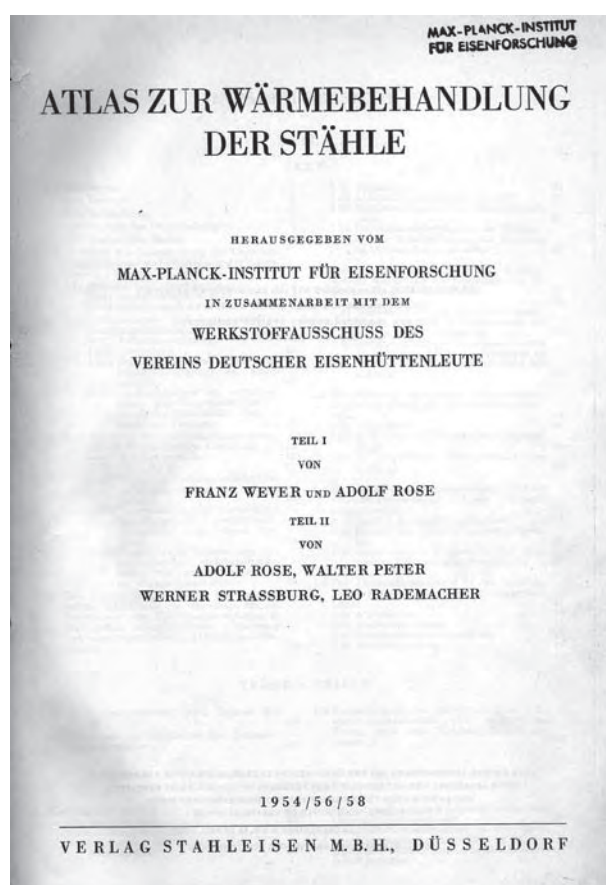 MAX-PLANCK-INSTITUT
FÜR EISENFORSCHUNG
ATLAS ZUR WÄRMEBEHANDLUNG
DER STÄHLE
HERAUSGEGEBEN VOM
MAX-PLANCK-INSTITUT FÜR EISENFORSCHUNG
IN ZUSAMMENARBEIT MIT DEM
WERKSTOFFAUSSCHUSS DES
VEREINS DEUTSCHER EISENHÜTTENLEUTE
TEIL I
VON
FRANZ WEVER UND ADOLF ROSE
TEIL II
VON
ADOLF ROSE, WALTER PETER
WERNER STRASSBURG, LEO RADEMACHER
1954/56/58
VERLAG STAHLEISEN M.B.H., DÜSSELDORF